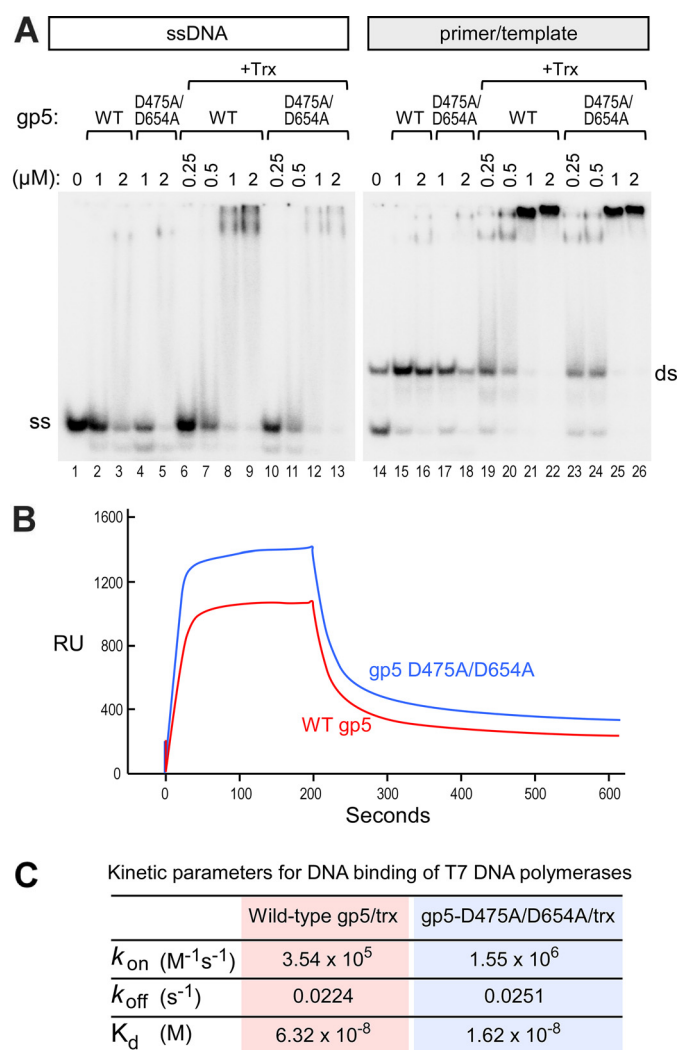 A
ssDNA primer/template
+Trx +Trx
D475A/ D654A D475A/ D654A D475A/ D654A D475A/ D654A
gp5: WT WT WT WT
(μM): 0 1 2 1 2 0.25 0.5 1 2 0.25 0.5 1 2 0 1 2 1 2 0.25 0.5 1 2 0.25 0.5 1 2
ds
ss
1 2 3 4 5 6 7 8 9 10 11 12 13 14 15 16 17 18 19 20 21 22 23 24 25 26
B
1600
1200
800
400
0
RU
gp5 D475A/D654A
WT gp5
0 100 200 300 400 500 600
Seconds
C
Kinetic parameters for DNA binding of T7 DNA polymerases
Wild-type gp5/trx gp5-D475A/D654A/trx
kon (M⁻¹s⁻¹) 3.54 x 10⁵ 1.55 x 10⁶
koff (s⁻¹) 0.0224 0.0251
Kd (M) 6.32 x 10⁻⁸ 1.62 x 10⁻⁸